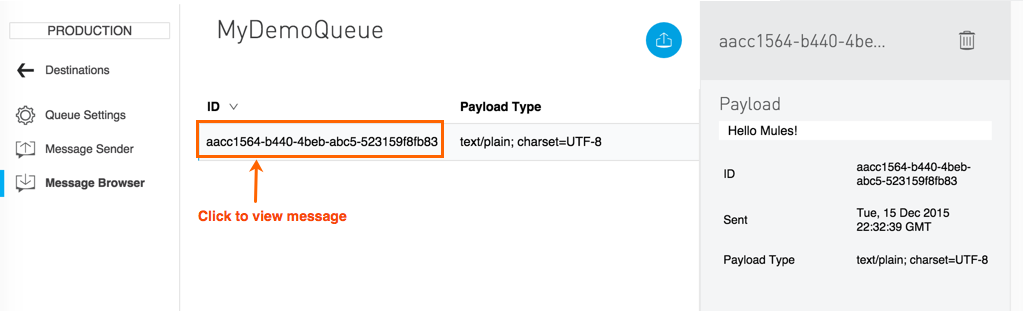 PRODUCTION
Destinations
Queue Settings
Message Sender
Message Browser
MyDemoQueue
ID Payload Type
aacc1564-b440-4beb-abc5-523159f8fb83 text/plain; charset=UTF-8
Click to view message
aacc1564-b440-4be...
Payload
Hello Mules!
ID aacc1564-b440-4beb-
abc5-523159f8fb83
Sent Tue, 15 Dec 2015
22:32:39 GMT
Payload Type text/plain; charset=UTF-8